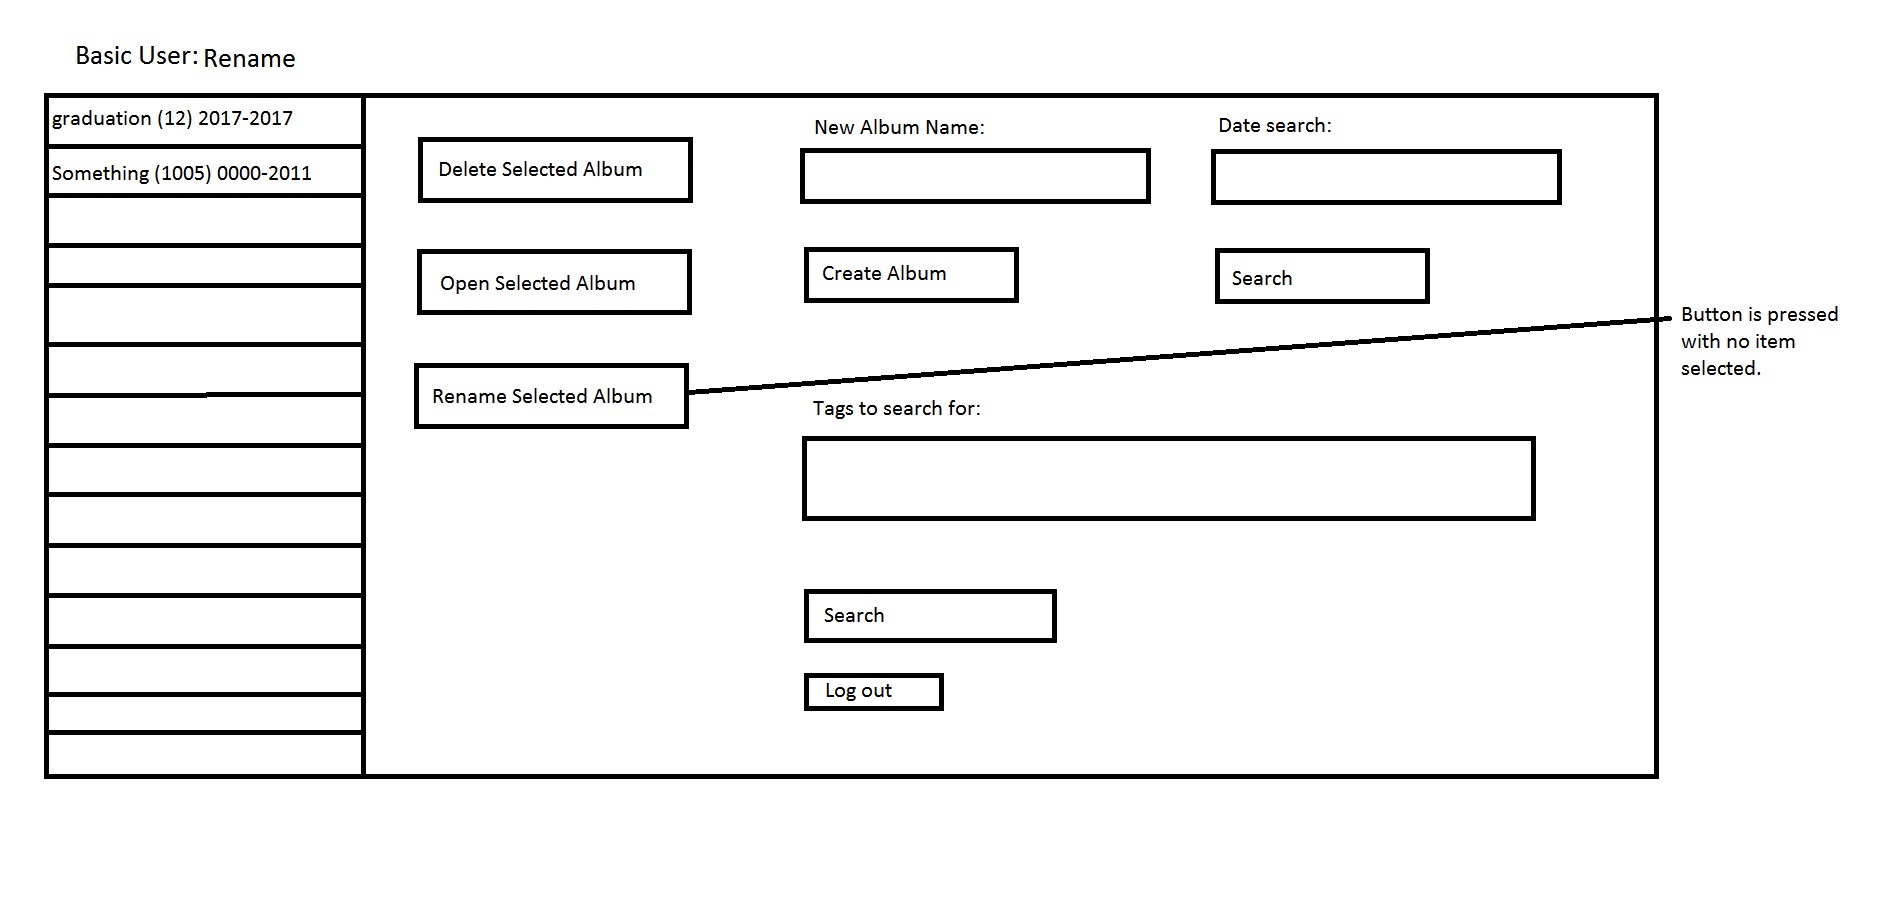 Basic User: Rename
graduation (12) 2017-2017
Something (1005) 0000-2011
Delete Selected Album
Open Selected Album
Rename Selected Album
New Album Name:
Create Album
Date search:
Search
Tags to search for:
Search
Log out
Button is pressed
with no item
selected.